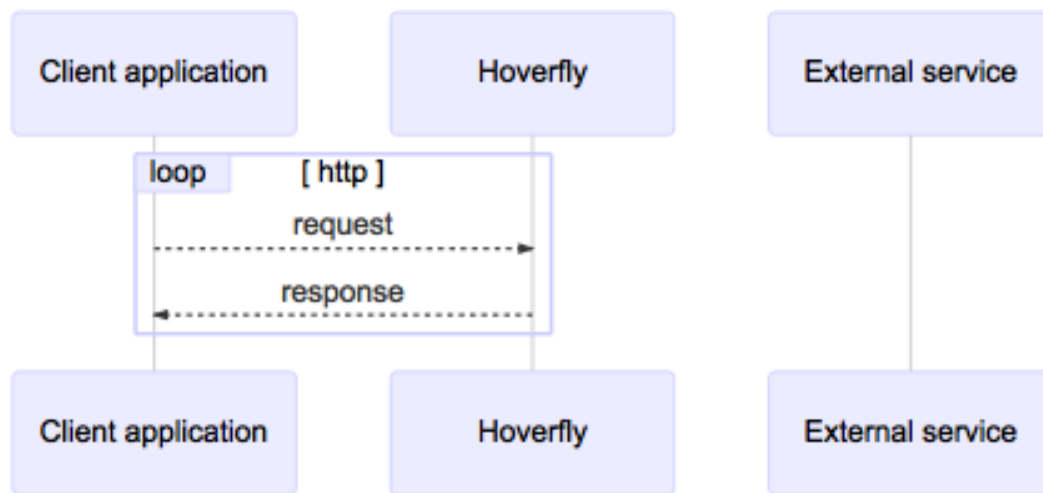 Client application
Hoverfly
External service
loop
[ http ]
request
response
Client application
Hoverfly
External service